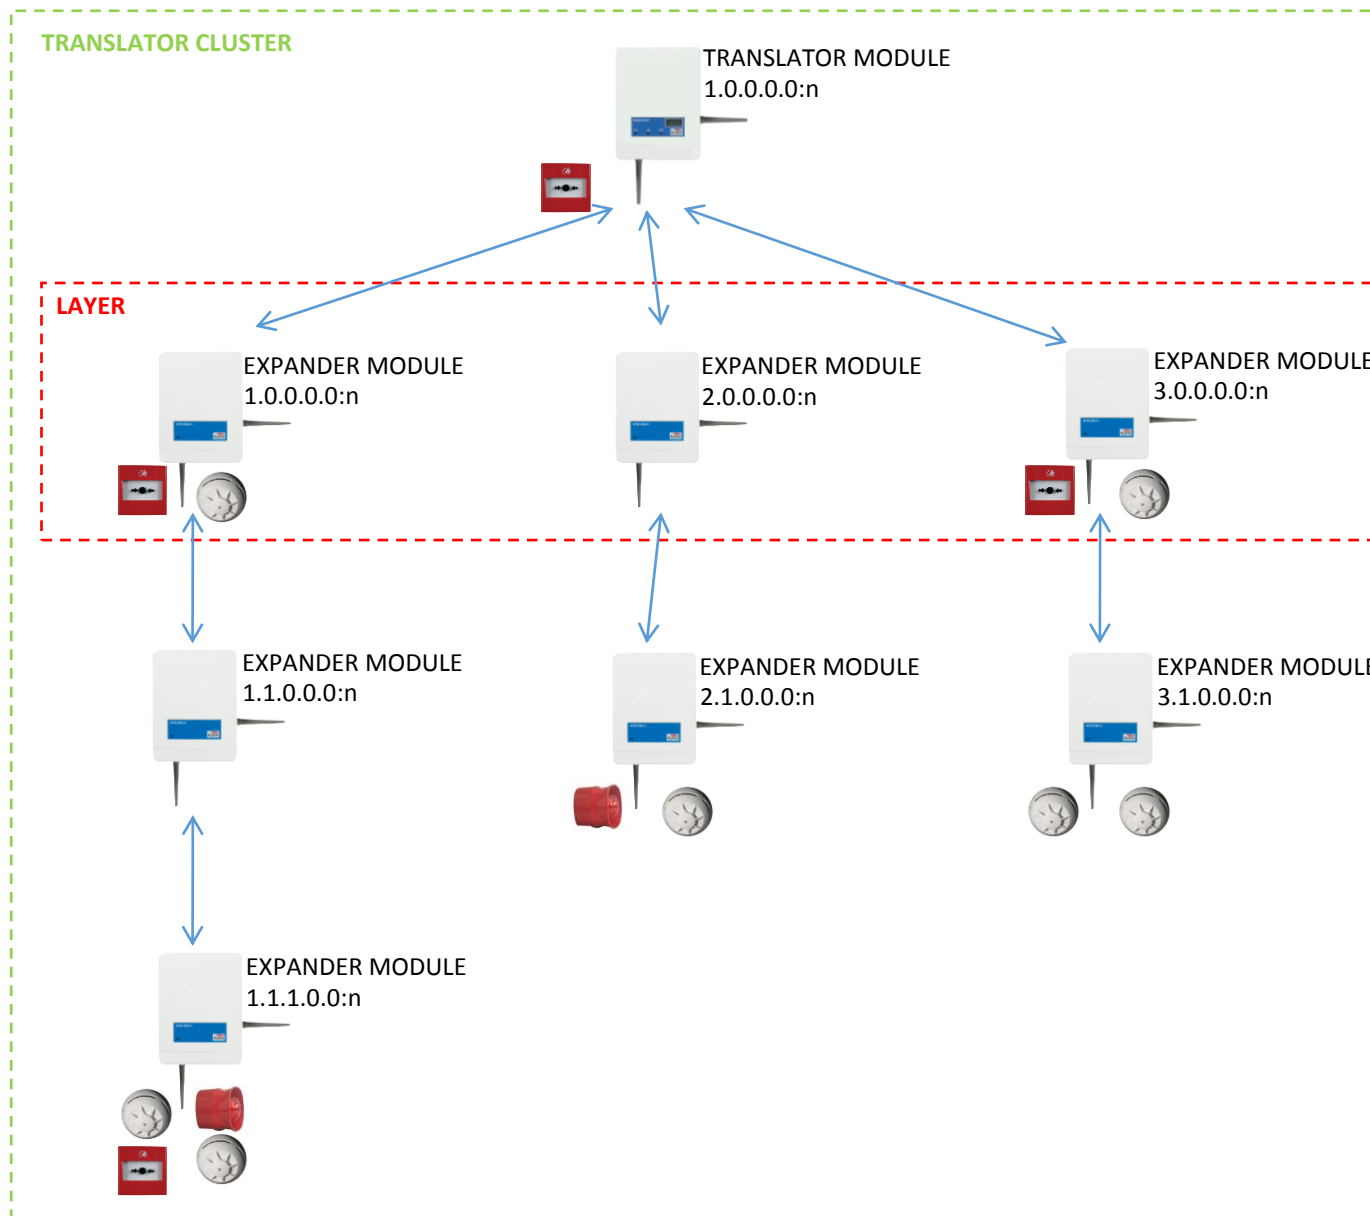 TRANSLATOR CLUSTER
TRANSLATOR MODULE
1.0.0.0.0:n
LAYER
EXPANDER MODULE
1.0.0.0.0:n
EXPANDER MODULE
2.0.0.0.0:n
EXPANDER MODULE
3.0.0.0.0:n
EXPANDER MODULE
1.1.0.0.0:n
EXPANDER MODULE
2.1.0.0.0:n
EXPANDER MODULE
3.1.0.0.0:n
EXPANDER MODULE
1.1.1.0.0:n